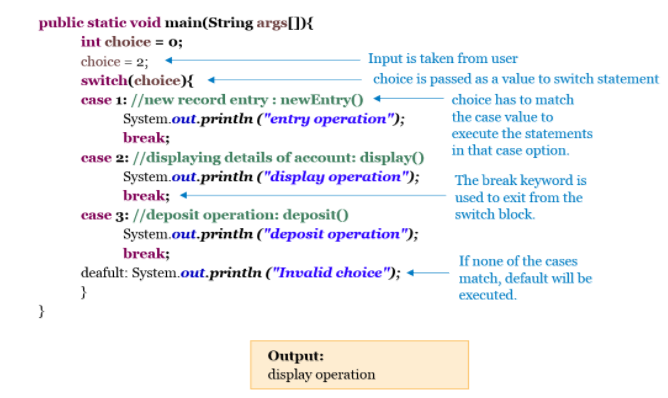 public static void main(String args[]){
int choice = 0;
choice = 2;
Input is taken from user
switch(choice){
choice is passed as a value to switch statement
case 1: //new record entry : newEntry()
choice has to match
the case value to
execute the statements
in that case option.
System.out.println ("entry operation");
break;
case 2: //displaying details of account: display()
System.out.println ("display operation");
break;
The break keyword is
used to exit from the
switch block.
case 3: //deposit operation: deposit()
System.out.println ("deposit operation");
break;
deafult: System.out.println ("Invalid choice");
If none of the cases
match, default will be
executed.
}
}
Output:
display operation